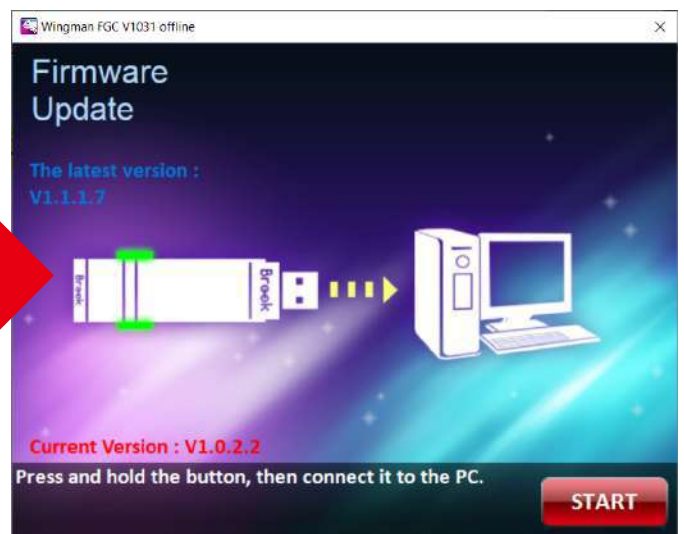 Wingman FGC V1031 offline
Firmware
Update
The latest version :
V1.1.1.7
Brook
Brook
Current Version : V1.0.2.2
Press and hold the button, then connect it to the PC.
START